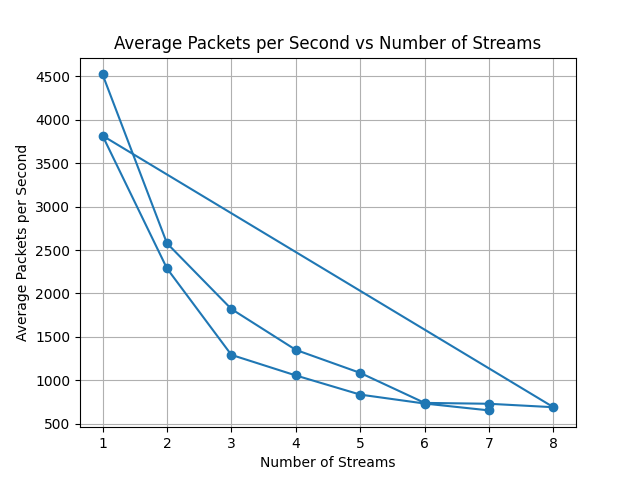 Average Packets per Second vs Number of Streams
Average Packets per Second
4500
4000
3500
3000
2500
2000
1500
1000
500
1 2 3 4 5 6 7 8
Number of Streams